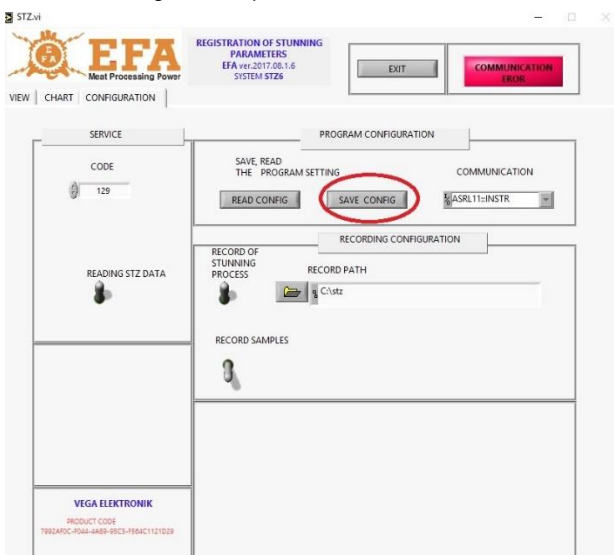 STZ.vi
EFA
Meat Processing Power
REGISTRATION OF STUNNING
PARAMETERS
EFA ver.2017.08.1.6
SYSTEM STZ6
EXIT
COMMUNICATION
EROR
VIEW CHART CONFIGURATION
SERVICE
CODE
129
READING STZ DATA
PROGRAM CONFIGURATION
SAVE, READ
THE PROGRAM SETTING
READ CONFIG
SAVE CONFIG
COMMUNICATION
ASRL11::INSTR
RECORDING CONFIGURATION
RECORD OF
STUNNING
PROCESS
RECORD PATH
C:\stz
RECORD SAMPLES
VEGA ELEKTRONIK
PRODUCT CODE